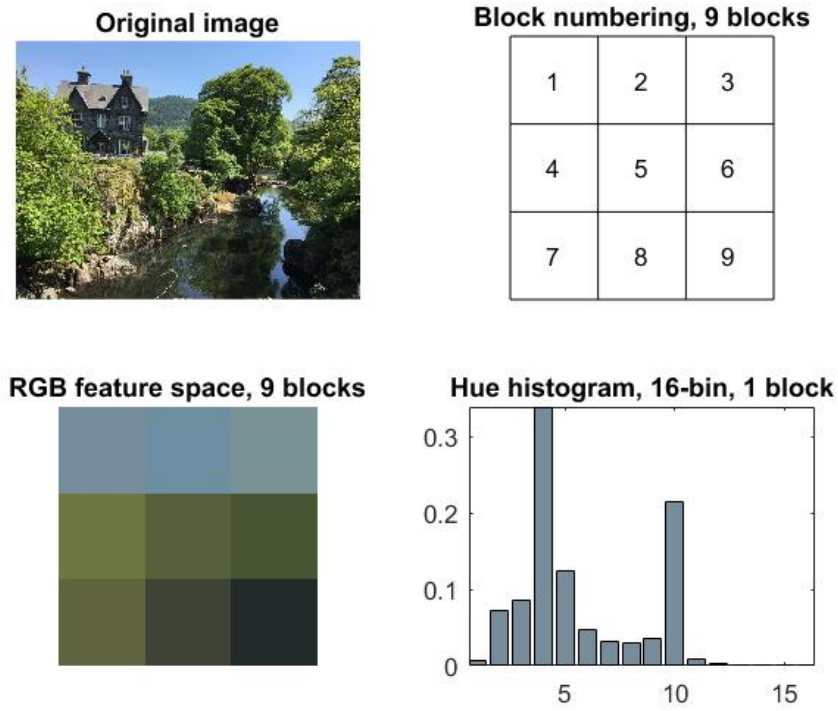 Original image
Block numbering, 9 blocks
1 2 3
4 5 6
7 8 9
RGB feature space, 9 blocks
Hue histogram, 16-bin, 1 block
0.3
0.2
0.1
0
5 10 15